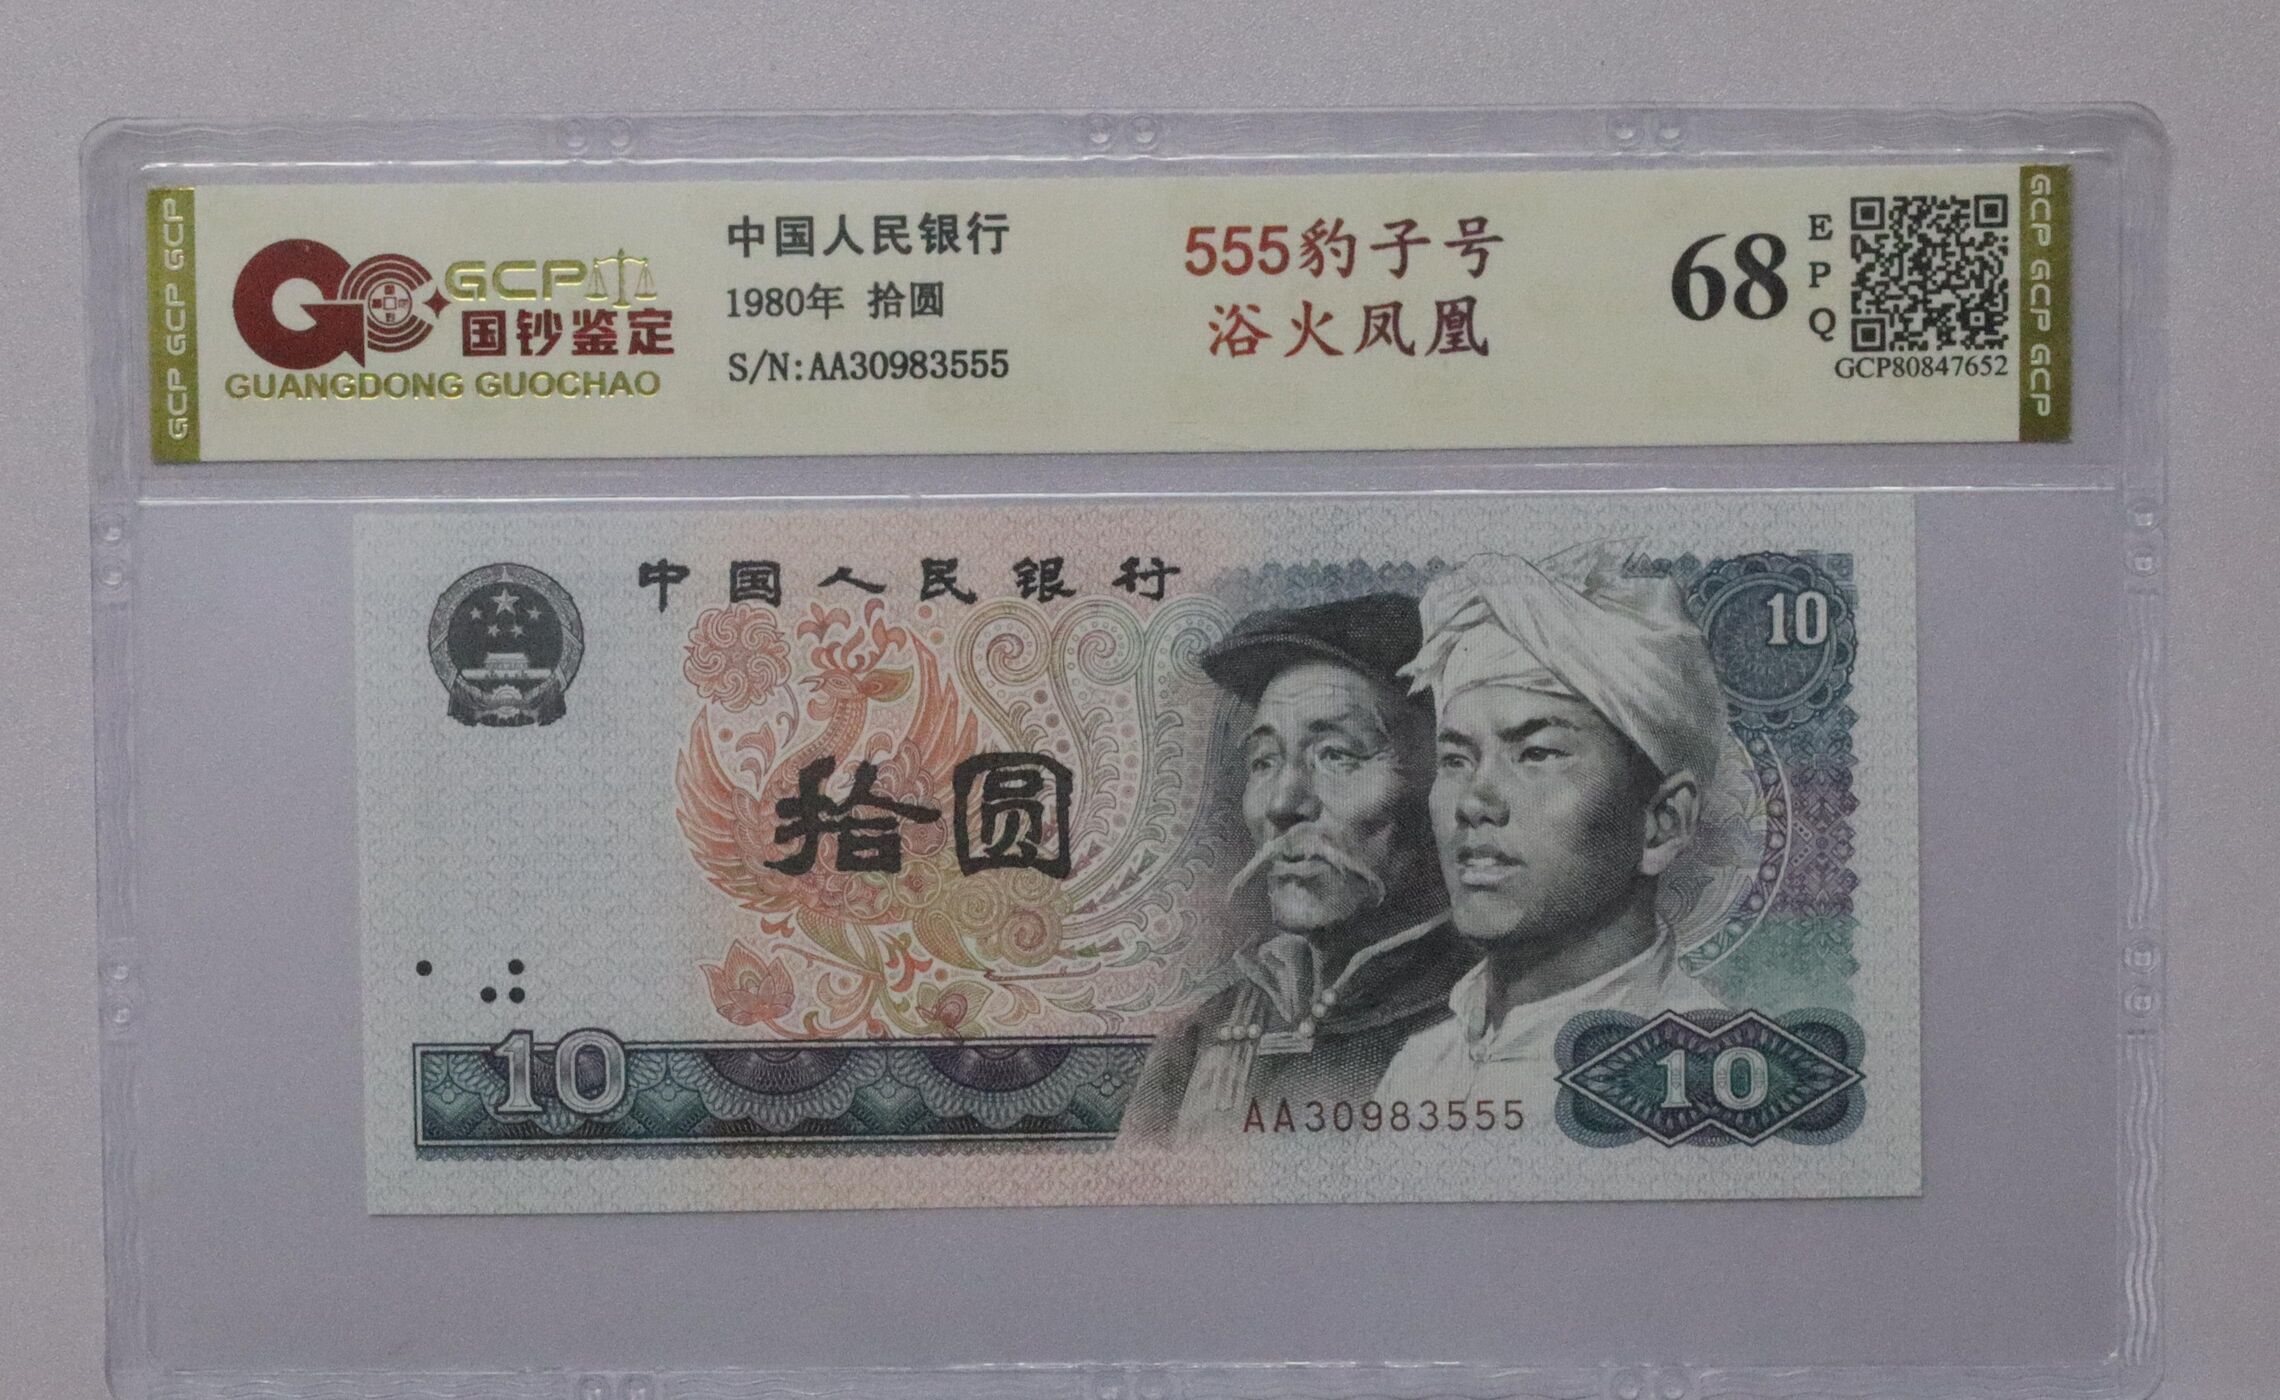 GCP GCP GCP
GCP
国钞鉴定
GUANGDONG GUOCHAO
中国人民银行
1980年 拾圆
S/N:AA30983555
555豹子号
浴火凤凰
68
EPQ
GCP80847652
GCP GCP GCP
中国人民银行
10
拾圆
10
AA30983555
10